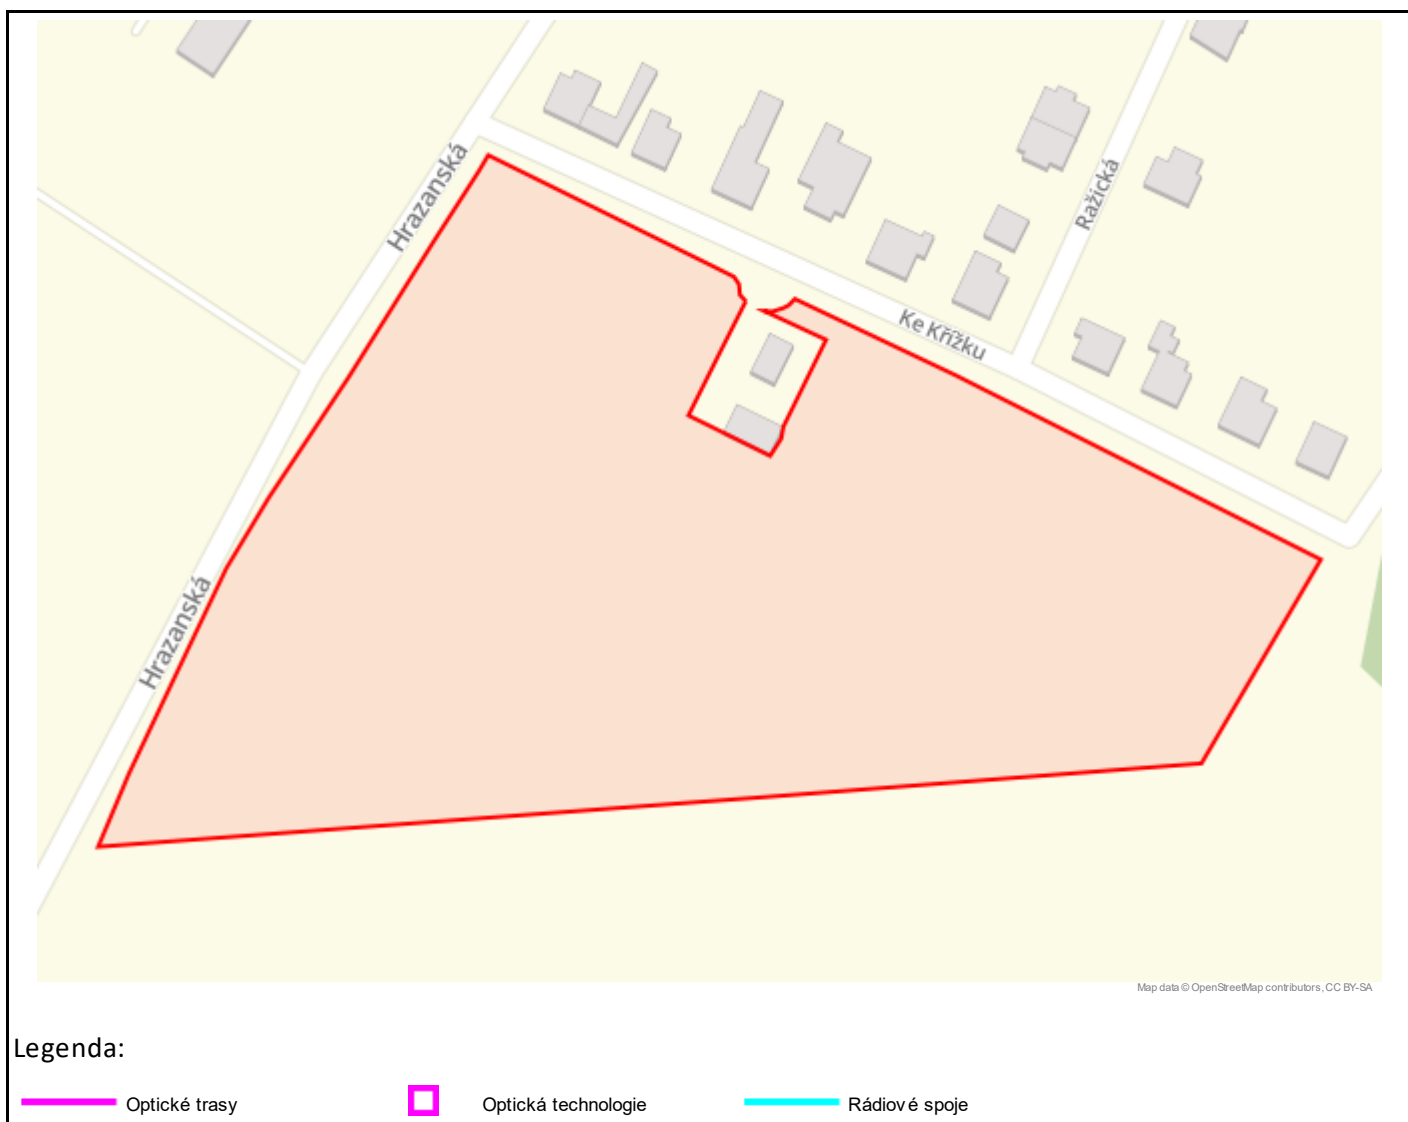 Hrazanská
Ražická
Ke Křížku
Hrazanská
Map data © OpenStreetMap contributors, CC BY-SA
Legenda:
Optické trasy
Optická technologie
Rádiové spoje